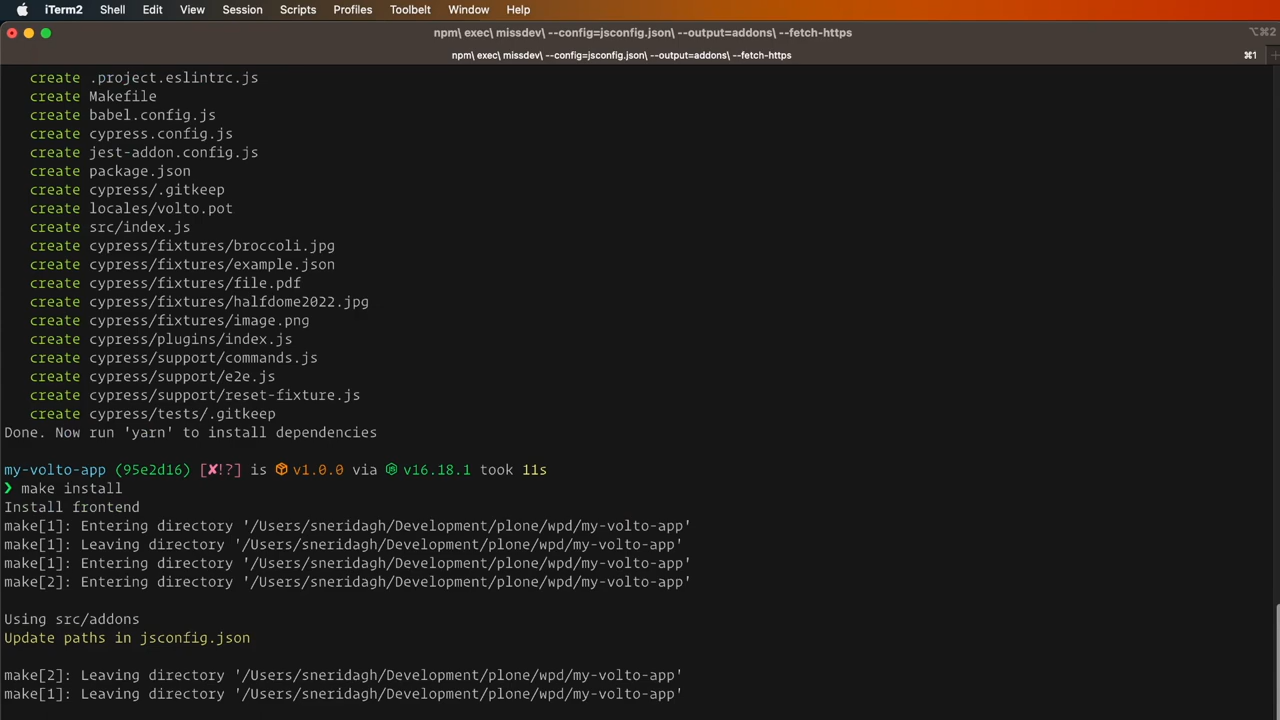 iTerm2 Shell Edit View Session Scripts Profiles Toolbelt Window Help
npm\ exec\ missdev\ --config=jsconfig.json\ --output=addons\ --fetch-https ⌥⌘2
npm\ exec\ missdev\ --config=jsconfig.json\ --output=addons\ --fetch-https ⌘1
create .project.eslintrc.js
create Makefile
create babel.config.js
create cypress.config.js
create jest-addon.config.js
create package.json
create cypress/.gitkeep
create locales/volto.pot
create src/index.js
create cypress/fixtures/broccoli.jpg
create cypress/fixtures/example.json
create cypress/fixtures/file.pdf
create cypress/fixtures/halfdome2022.jpg
create cypress/fixtures/image.png
create cypress/plugins/index.js
create cypress/support/commands.js
create cypress/support/e2e.js
create cypress/support/reset-fixture.js
create cypress/tests/.gitkeep
Done. Now run 'yarn' to install dependencies
my-volto-app (95e2d16) [✘!?] is v1.0.0 via v16.18.1 took 11s
❯ make install
Install frontend
make[1]: Entering directory '/Users/sneridagh/Development/plone/wpd/my-volto-app'
make[1]: Leaving directory '/Users/sneridagh/Development/plone/wpd/my-volto-app'
make[1]: Entering directory '/Users/sneridagh/Development/plone/wpd/my-volto-app'
make[2]: Entering directory '/Users/sneridagh/Development/plone/wpd/my-volto-app'
Using src/addons
Update paths in jsconfig.json
make[2]: Leaving directory '/Users/sneridagh/Development/plone/wpd/my-volto-app'
make[1]: Leaving directory '/Users/sneridagh/Development/plone/wpd/my-volto-app'